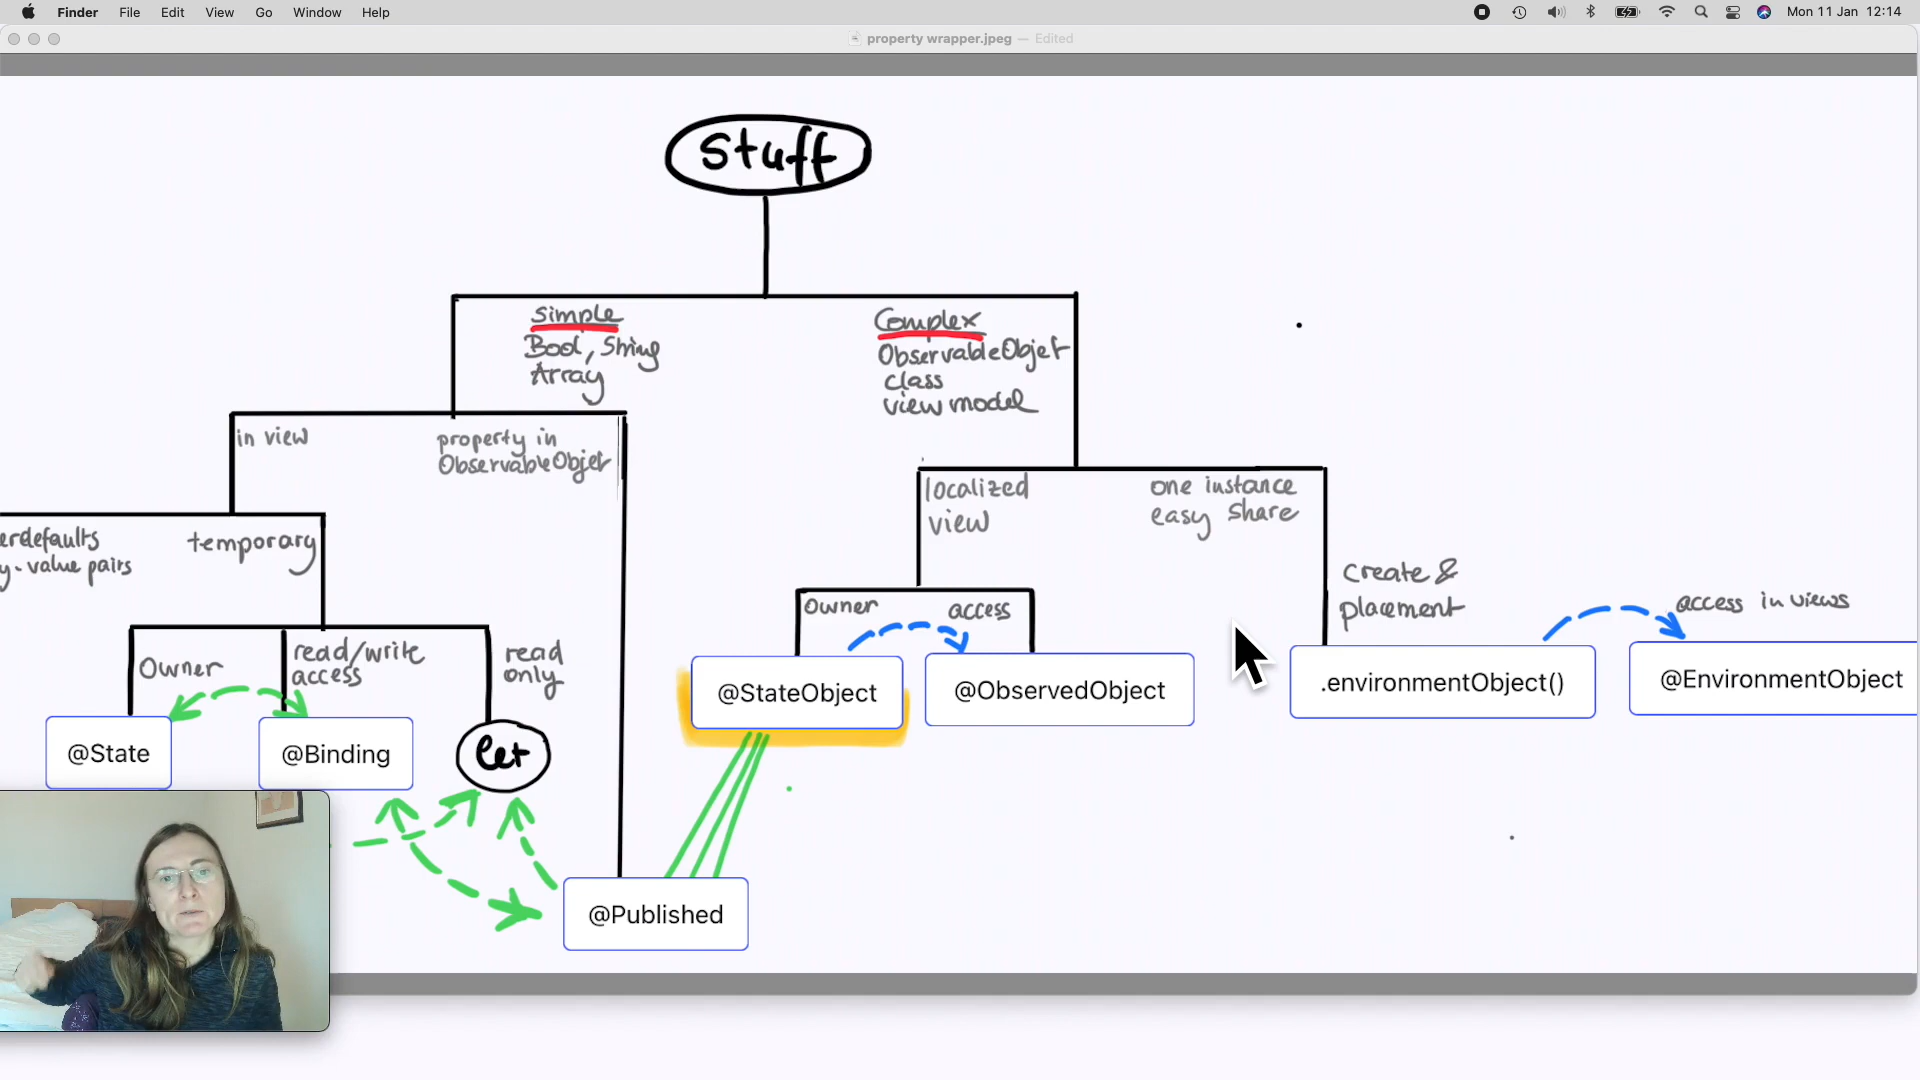 Finder File Edit View Go Window Help Mon 11 Jan 12:14
property wrapper.jpeg — Edited
Stuff
Simple
Bool, String
Array
Complex
ObservableObjet
class
view model
in view
property in
ObservableObjet
localized
view
one instance
easy share
erdefaults
y-value pairs
temporary
Owner
read/write
access
read
only
Owner
access
create &
placement
access in views
@State
@Binding
let
@StateObject
@ObservedObject
.environmentObject()
@EnvironmentObject
@Published